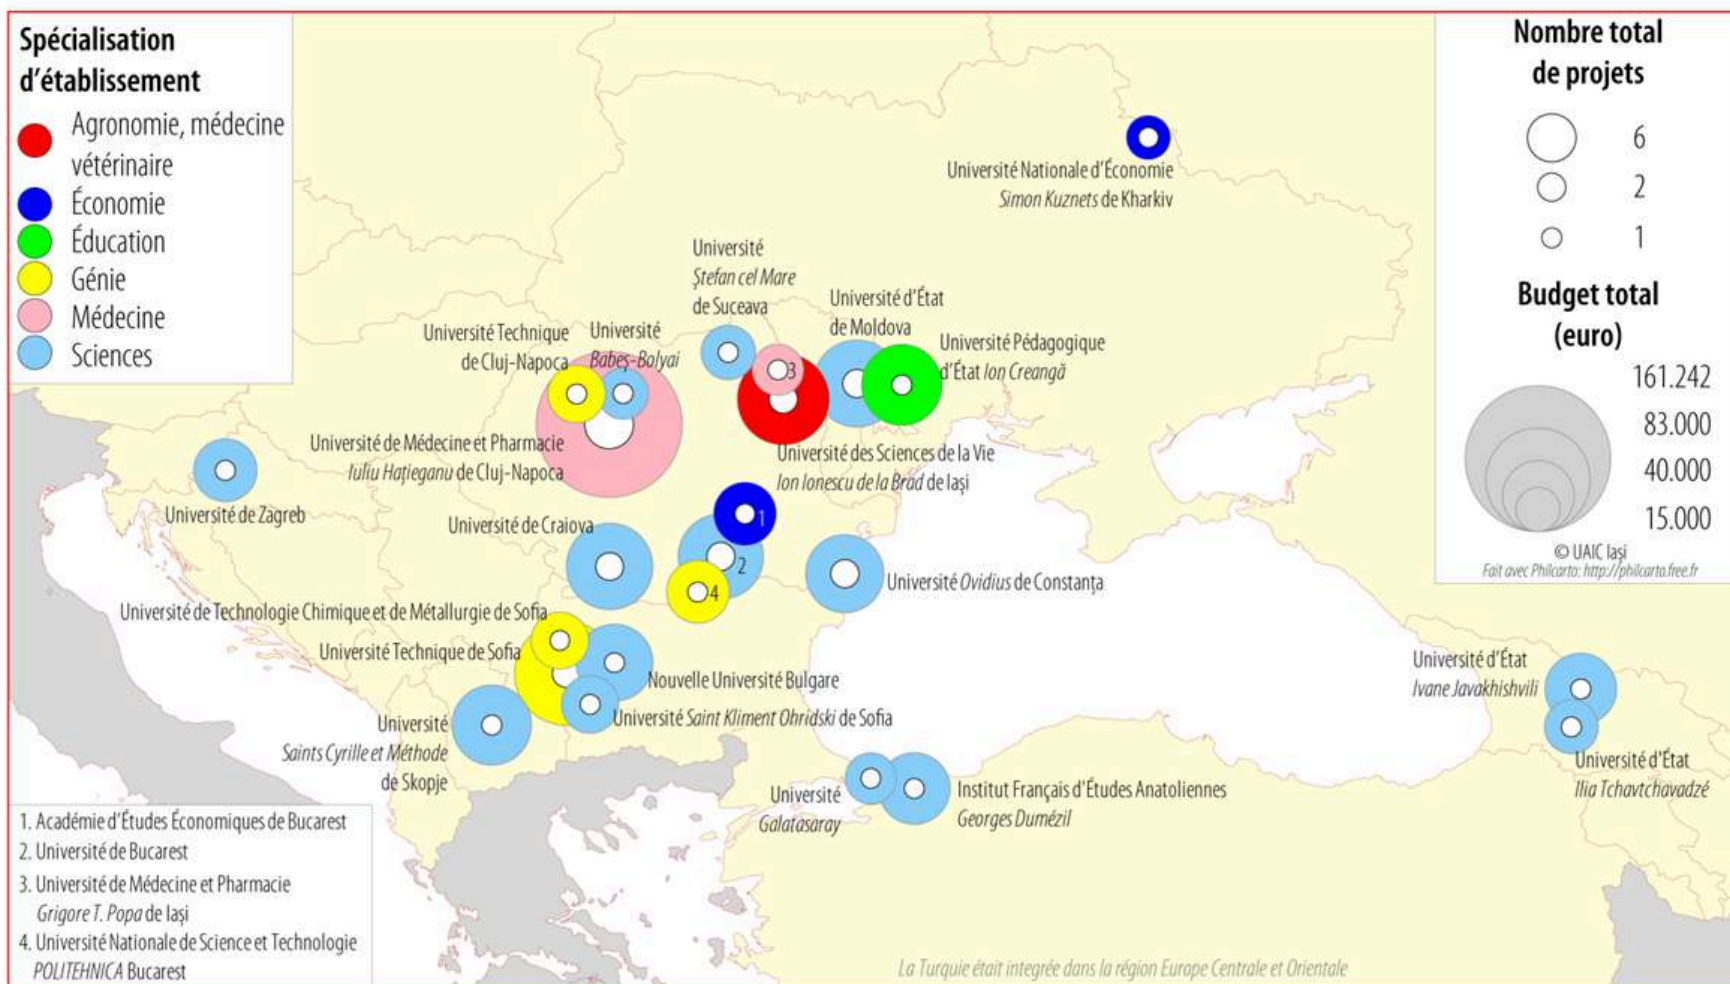 Spécialisation
d'établissement
Agronomie, médecine
vétérinaire
Économie
Éducation
Génie
Médecine
Sciences
Nombre total
de projets
6
2
1
Budget total
(euro)
161.242
83.000
40.000
15.000
© UAIC Iași
Fait avec Philcarto: http://philcarto.free.fr
Université Nationale d'Économie
Simon Kuznets de Kharkiv
Université
Ștefan cel Mare
de Suceava
Université d'État
de Moldova
Université Technique
de Cluj-Napoca
Université
Babeș-Bolyai
Université Pédagogique
d'État Ion Creangă
3
Université de Médecine et Pharmacie
Iuliu Hațieganu de Cluj-Napoca
Université des Sciences de la Vie
Ion Ionescu de la Brad de Iași
Université de Zagreb
Université de Craiova
1
2
4
Université Ovidius de Constanța
Université de Technologie Chimique et de Métallurgie de Sofia
Université Technique de Sofia
Nouvelle Université Bulgare
Université Saint Kliment Ohridski de Sofia
Université
Saints Cyrille et Méthode
de Skopje
Université d'État
Ivane Javakhishvili
Université d'État
Ilia Tchavtchavadzé
Université
Galatasaray
Institut Français d'Études Anatoliennes
Georges Dumézil
1. Académie d'Études Économiques de Bucarest
2. Université de Bucarest
3. Université de Médecine et Pharmacie
Grigore T. Popa de Iași
4. Université Nationale de Science et Technologie
POLITEHNICA Bucarest
La Turquie était integrée dans la région Europe Centrale et Orientale